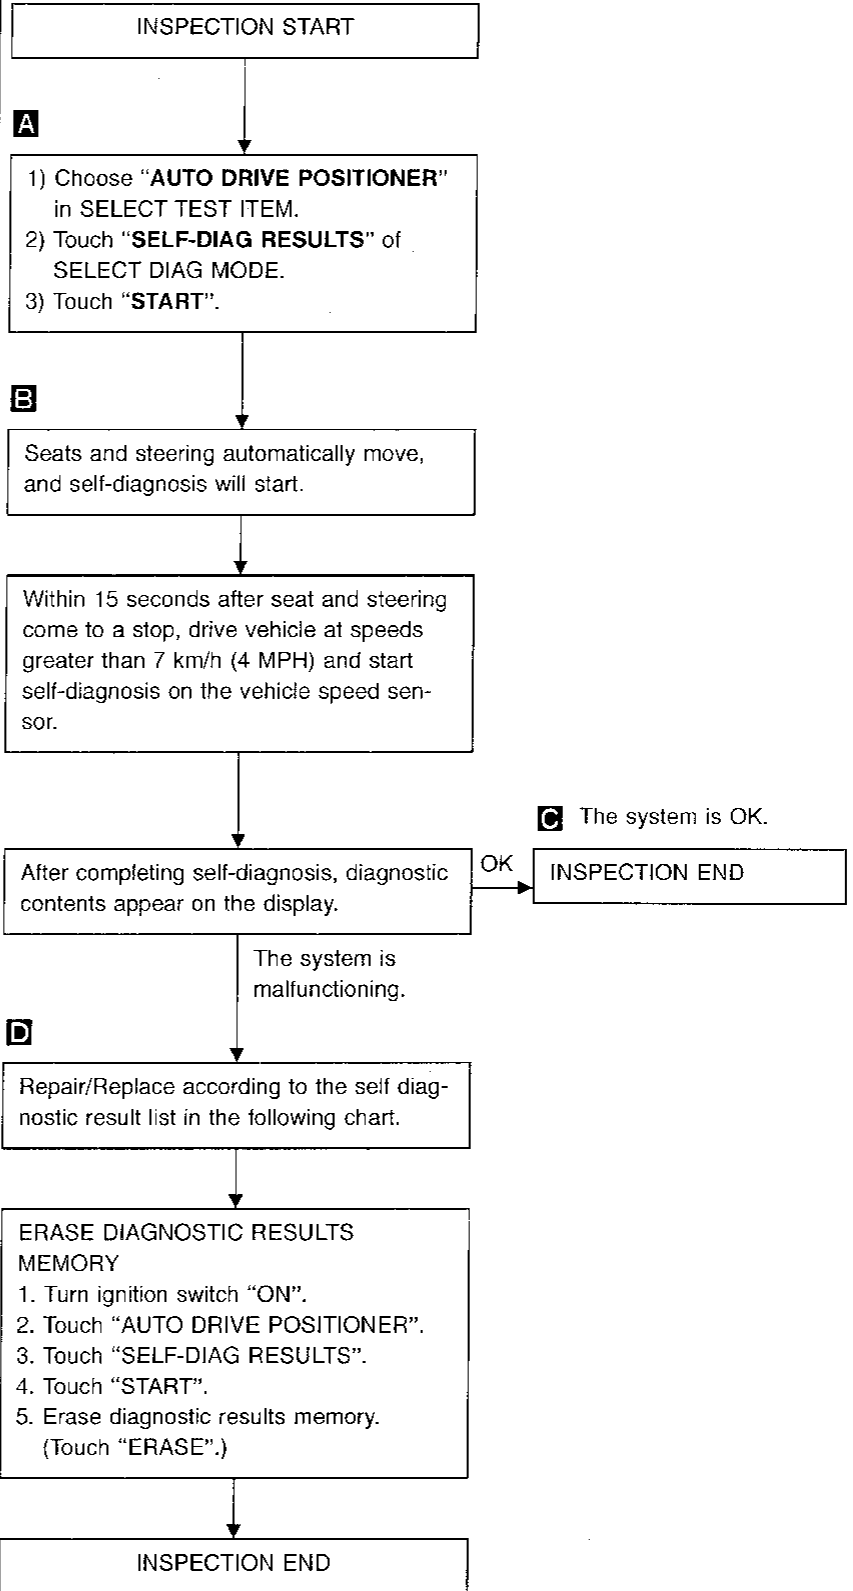 INSPECTION START
A
1) Choose “AUTO DRIVE POSITIONER”
in SELECT TEST ITEM.
2) Touch “SELF-DIAG RESULTS” of
SELECT DIAG MODE.
3) Touch “START”.
B
Seats and steering automatically move,
and self-diagnosis will start.
Within 15 seconds after seat and steering
come to a stop, drive vehicle at speeds
greater than 7 km/h (4 MPH) and start
self-diagnosis on the vehicle speed sen-
sor.
After completing self-diagnosis, diagnostic
contents appear on the display.
OK
C The system is OK.
INSPECTION END
The system is
malfunctioning.
D
Repair/Replace according to the self diag-
nostic result list in the following chart.
ERASE DIAGNOSTIC RESULTS
MEMORY
1. Turn ignition switch “ON”.
2. Touch “AUTO DRIVE POSITIONER”.
3. Touch “SELF-DIAG RESULTS”.
4. Touch “START”.
5. Erase diagnostic results memory.
(Touch “ERASE”.)
INSPECTION END